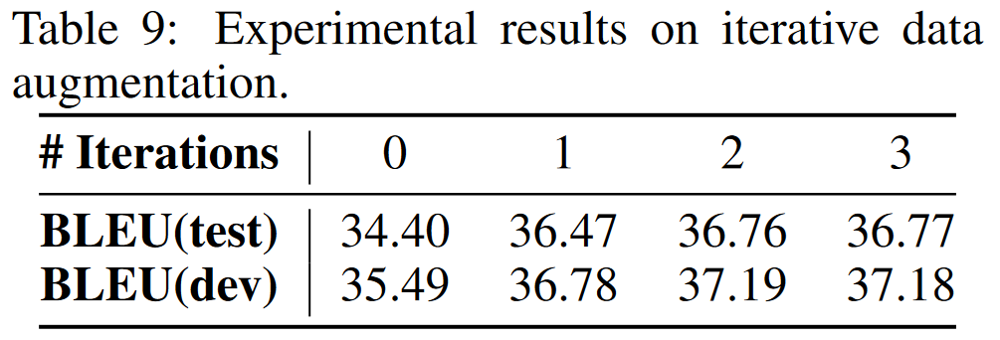 Table 9: Experimental results on iterative data
augmentation.
# Iterations 0 1 2 3
BLEU(test) 34.40 36.47 36.76 36.77
BLEU(dev) 35.49 36.78 37.19 37.18